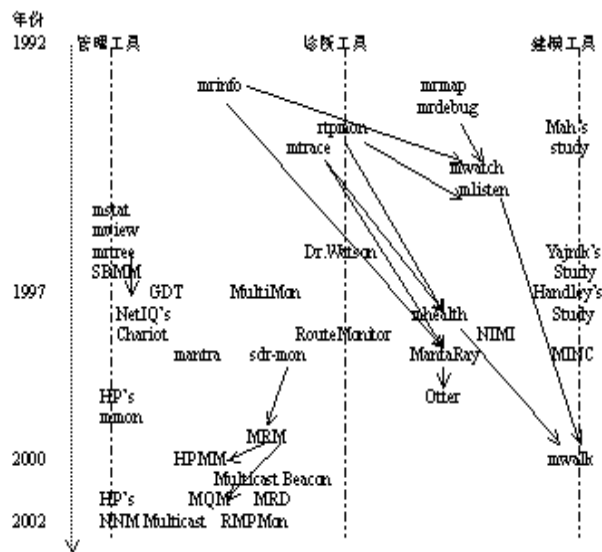 年份
1992 管理工具 诊断工具 建模工具
mrinfo mrmap
mrdebug
rtpmon Mah's
mtrace study
mwatch
mlisten
mstat
mview
mrtree Dr.Watson Yajnik's
SBMM Study
1997 GDT MultiMon Handley's
NetIQ's mhealth Study
Chariot RouteMonitor NIMI
mantra sdr-mon MantaRay MINC
HP's Otter
mmon
MRM
2000 HPMM mwalk
Multicast Beacon
HP's MQM MRD
2002 NNM Multicast RMPMon